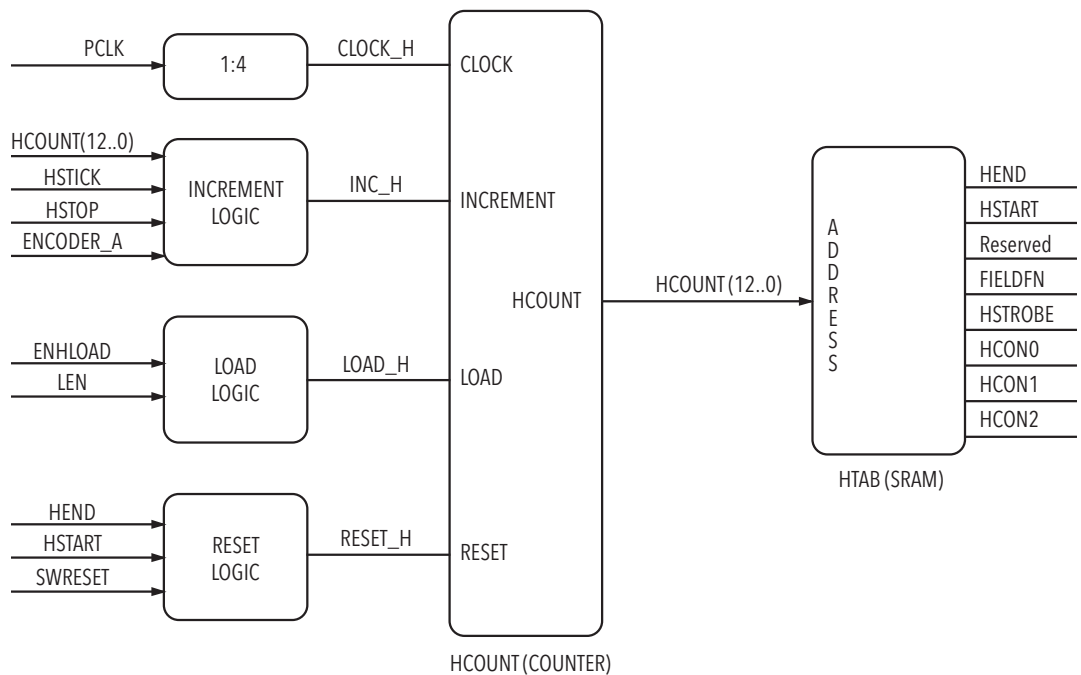 PCLK
1:4
CLOCK_H
CLOCK
HCOUNT(12..0)
HSTICK
HSTOP
ENCODER_A
INCREMENT
LOGIC
INC_H
INCREMENT
HCOUNT
HCOUNT (12..0)
ENHLOAD
LEN
LOAD
LOGIC
LOAD_H
LOAD
HEND
HSTART
SWRESET
RESET
LOGIC
RESET_H
RESET
HCOUNT (COUNTER)
ADDRESS
HEND
HSTART
Reserved
FIELDFN
HSTROBE
HCON0
HCON1
HCON2
HTAB (SRAM)